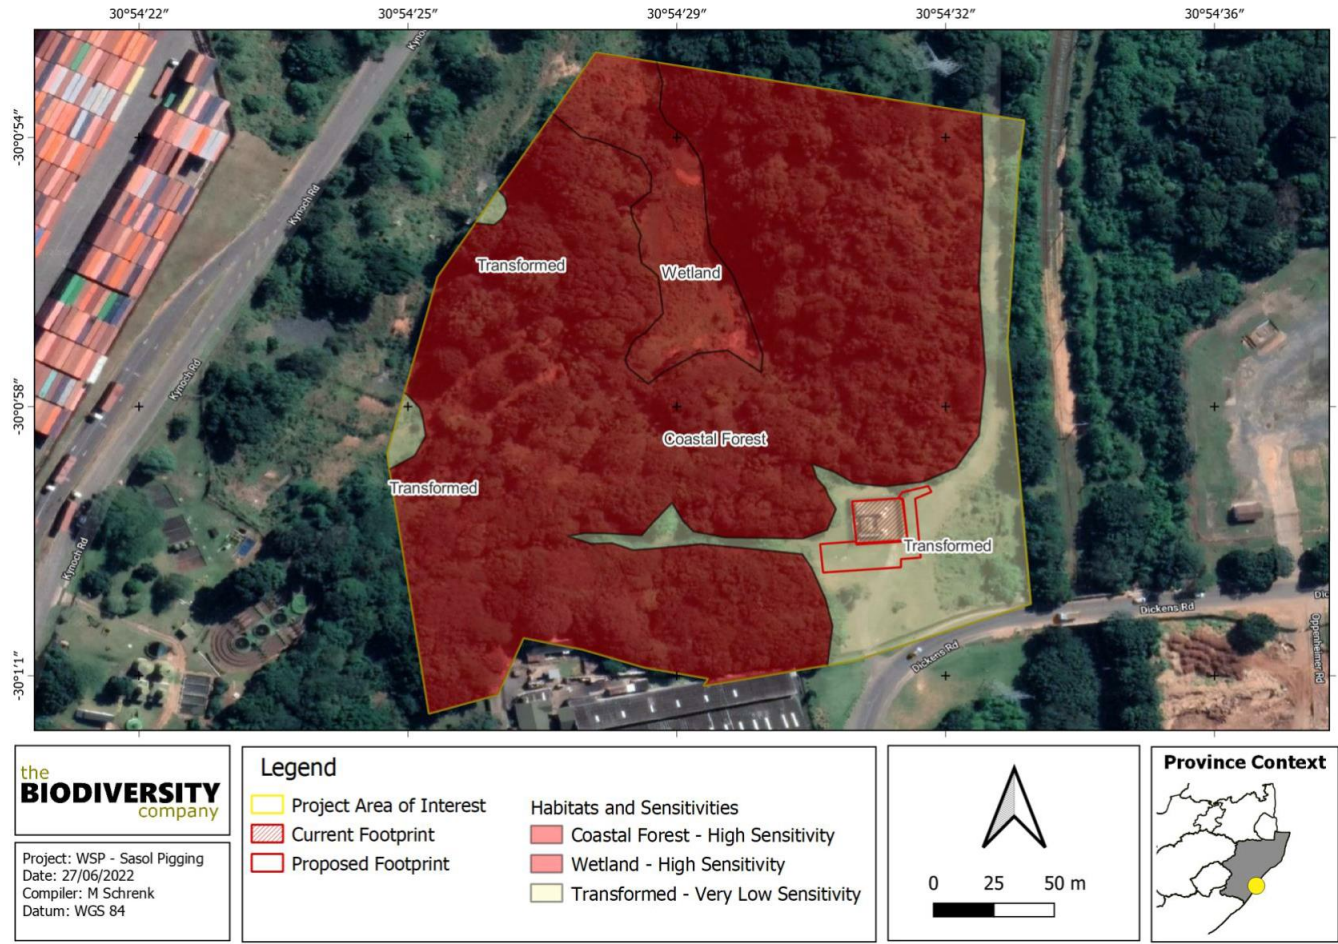 30°54′22″ 30°54′25″ 30°54′29″ 30°54′32″ 30°54′36″
-30°0′54″
-30°0′58″
-30°1′1″
Kynoch Rd
Kynoch Rd
Kynoch Rd
Transformed
Wetland
Coastal Forest
Transformed
Transformed
Dickens Rd
Dickens Rd
Oppenheimer Rd
the
BIODIVERSITY
company
Project: WSP - Sasol Pigging
Date: 27/06/2022
Compiler: M Schrenk
Datum: WGS 84
Legend
Project Area of Interest
Current Footprint
Proposed Footprint
Habitats and Sensitivities
Coastal Forest - High Sensitivity
Wetland - High Sensitivity
Transformed - Very Low Sensitivity
0 25 50 m
Province Context